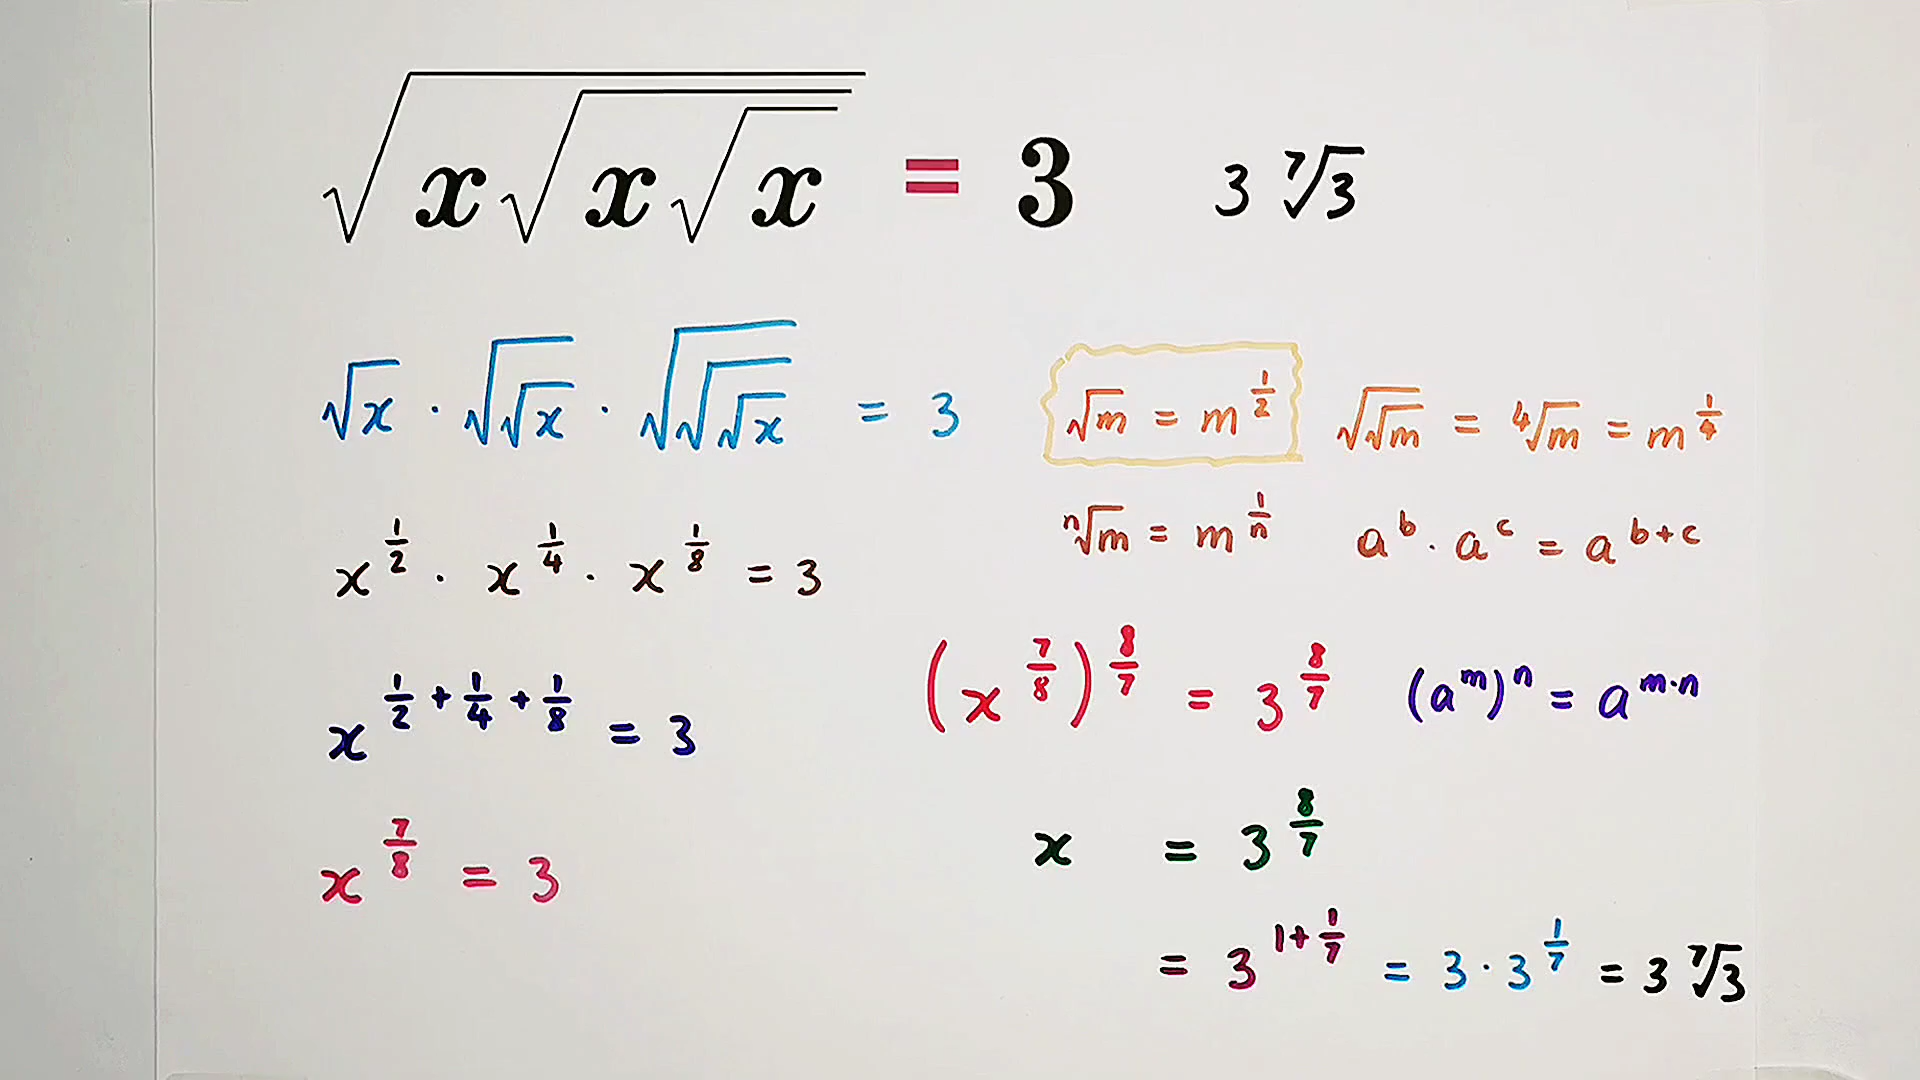 √(x√(x√x)) = 3    3 ⁷√3
√x · √√x · √√√x = 3    √m = m^(1/2)    √√m = ⁴√m = m^(1/4)
x^(1/2) · x^(1/4) · x^(1/8) = 3    ⁿ√m = m^(1/n)    a^b · a^c = a^(b+c)
x^(1/2 + 1/4 + 1/8) = 3    (x^(7/8))^(8/7) = 3^(8/7)    (a^m)^n = a^(m·n)
x^(7/8) = 3    x = 3^(8/7)
= 3^(1+1/7) = 3 · 3^(1/7) = 3 ⁷√3